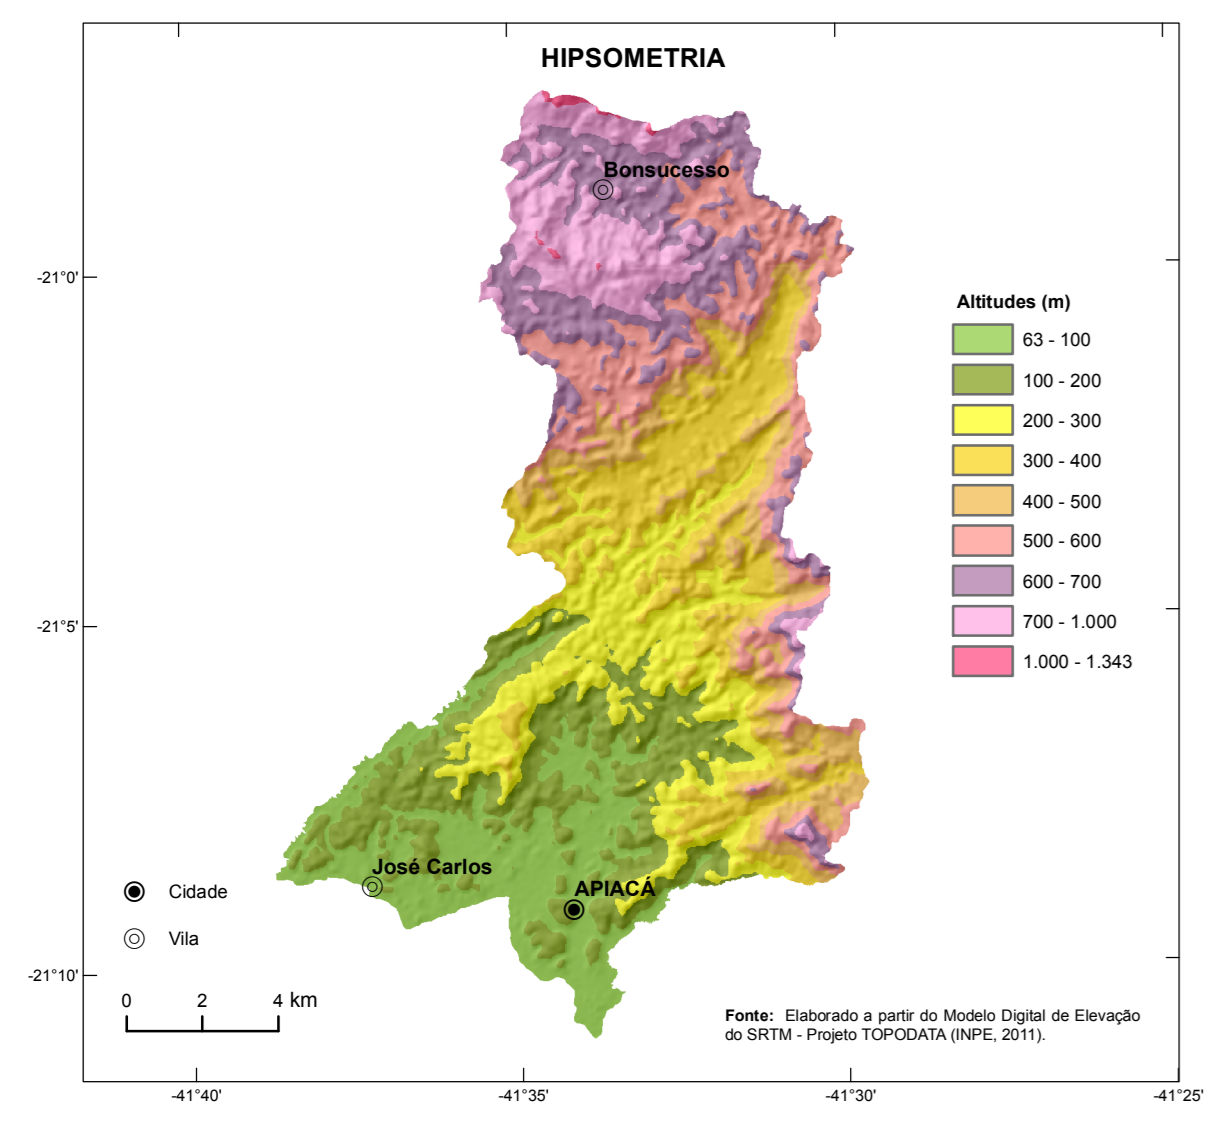 HIPSOMETRIA
Bonsucesso
-21°0'
Altitudes (m)
63 - 100
100 - 200
200 - 300
300 - 400
400 - 500
500 - 600
600 - 700
700 - 1.000
1.000 - 1.343
-21°5'
José Carlos
APIACÁ
Cidade
Vila
-21°10'
0 2 4 km
Fonte: Elaborado a partir do Modelo Digital de Elevação
do SRTM - Projeto TOPODATA (INPE, 2011).
-41°40' -41°35' -41°30' -41°25'